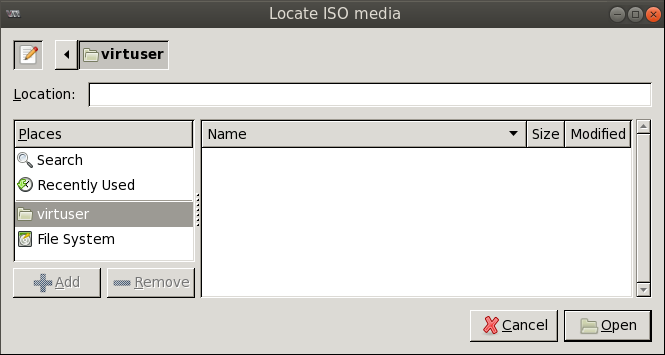 Locate ISO media
virtuser
Location:
Places
Name Size Modified
Search
Recently Used
virtuser
File System
Add Remove
Cancel Open